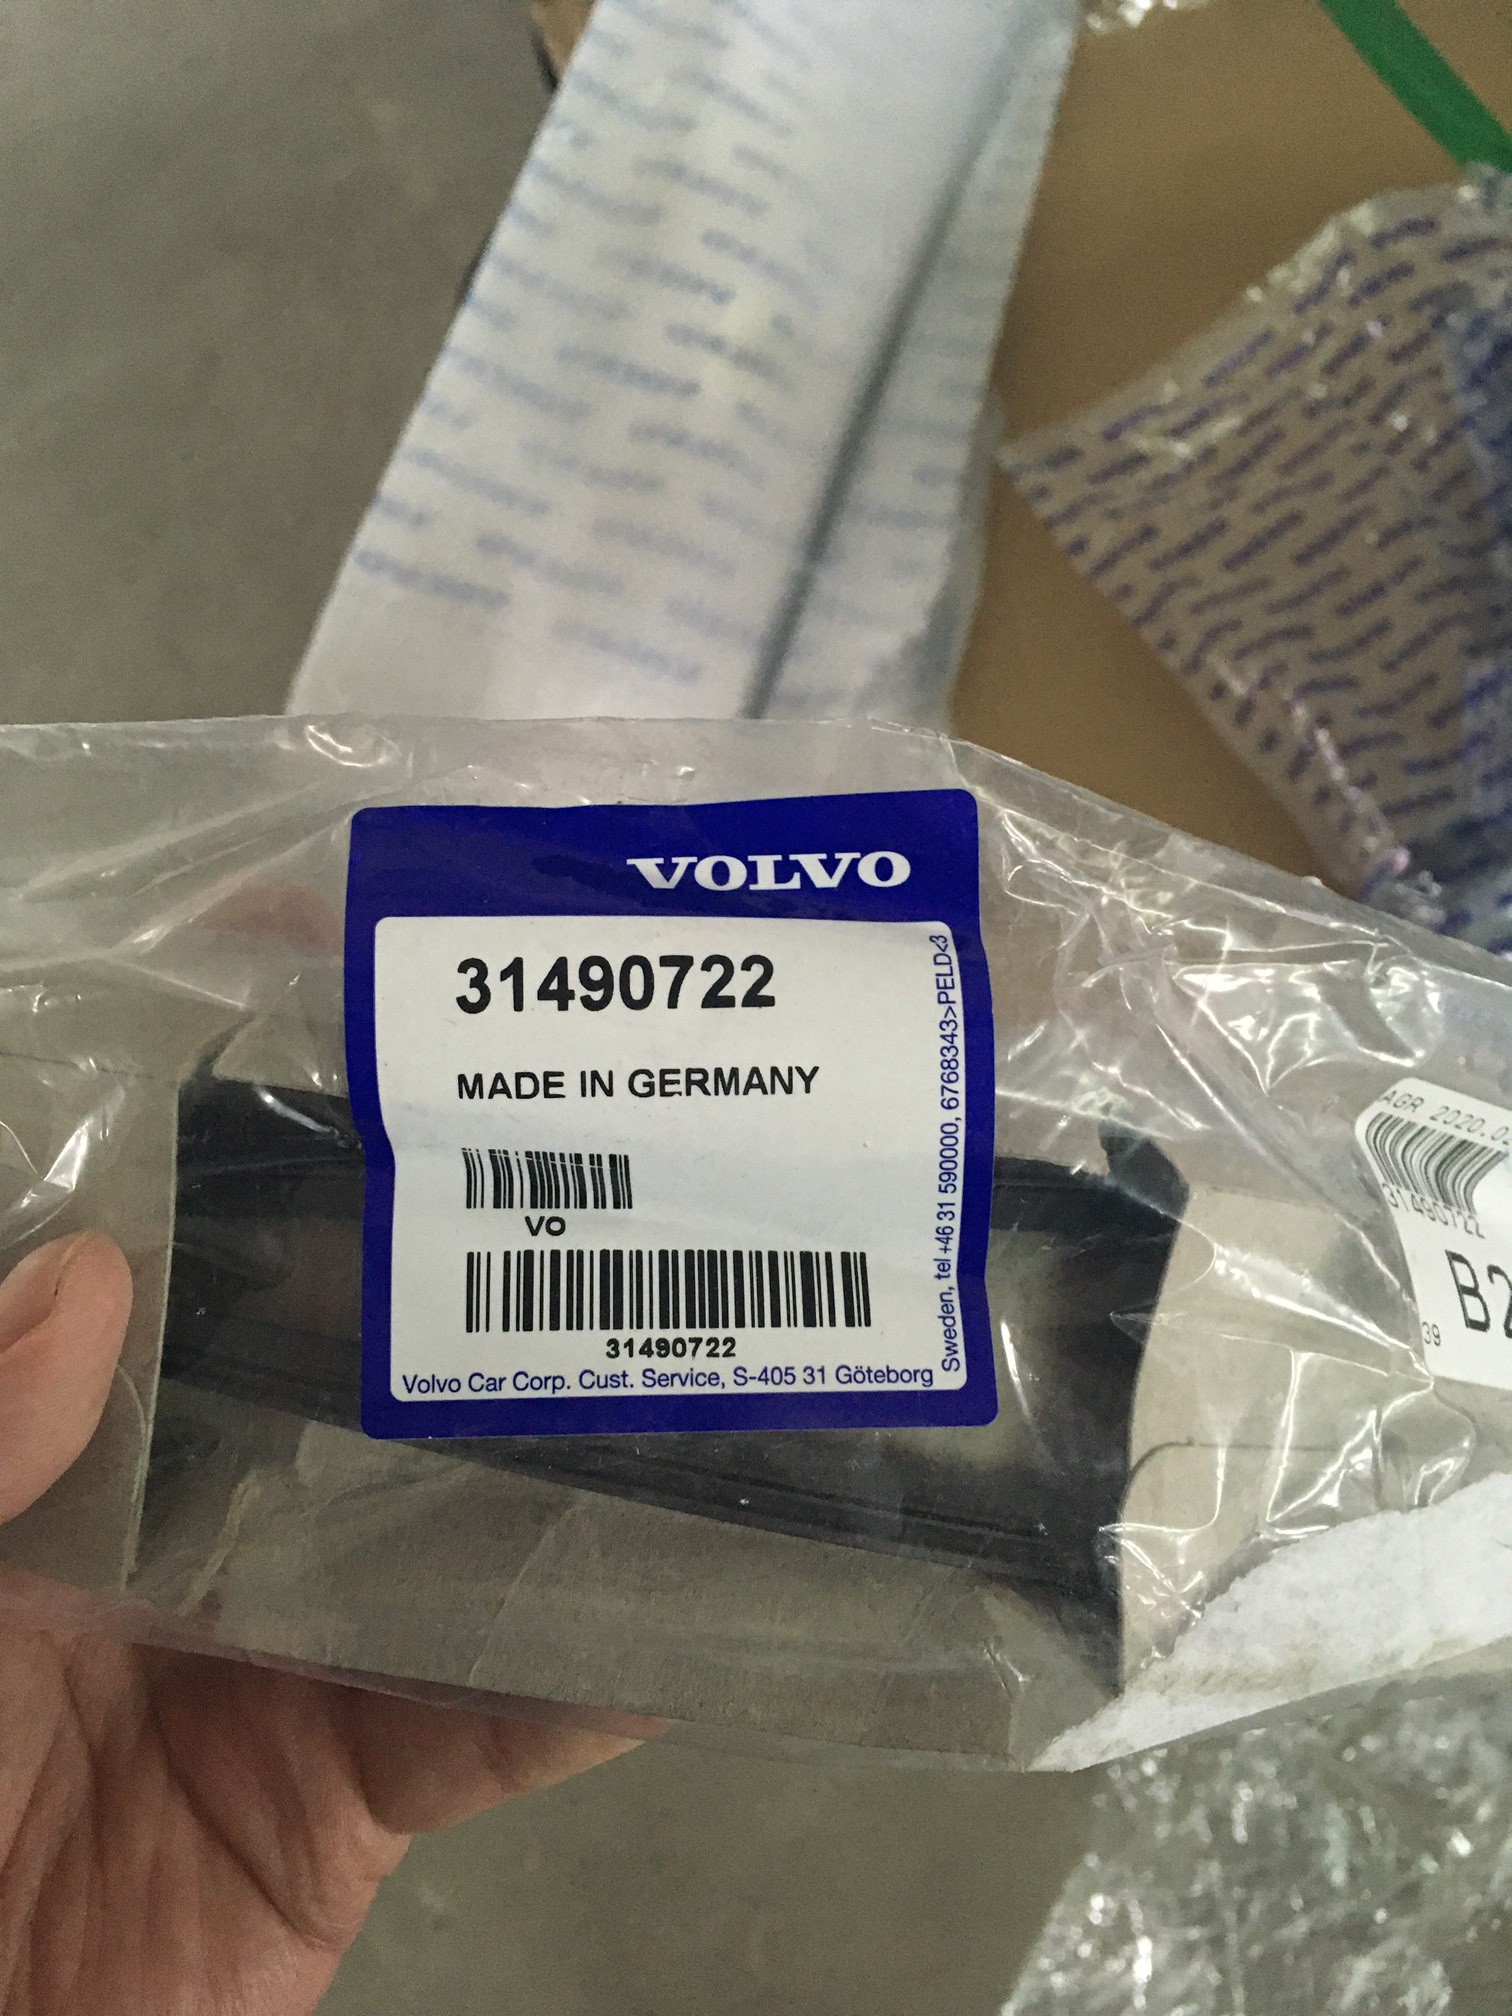 VOLVO
31490722
MADE IN GERMANY
VO
31490722
Volvo Car Corp. Cust. Service, S-405 31 Göteborg
Sweden, tel +46 31 590000, 6768343>PELD<3
AGR 2020.0
31490722
B2
39